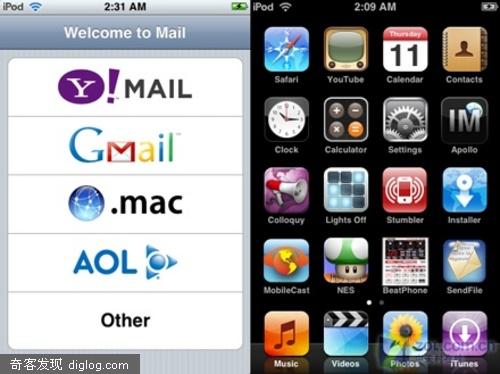 iPod
2:31 AM
Welcome to Mail
Y! MAIL
Gmail™
.mac
AOL
Other
奇客发现 diglog.com
iPod
2:09 AM
Safari
YouTube
Calendar
Contacts
Thursday
11
Clock
Calculator
Settings
Apollo
IM
Colloquy
Lights Off
Stumbler
Installer
MobileCast
NES
BeatPhone
SendFile
Music
Videos
Photos
iTunes